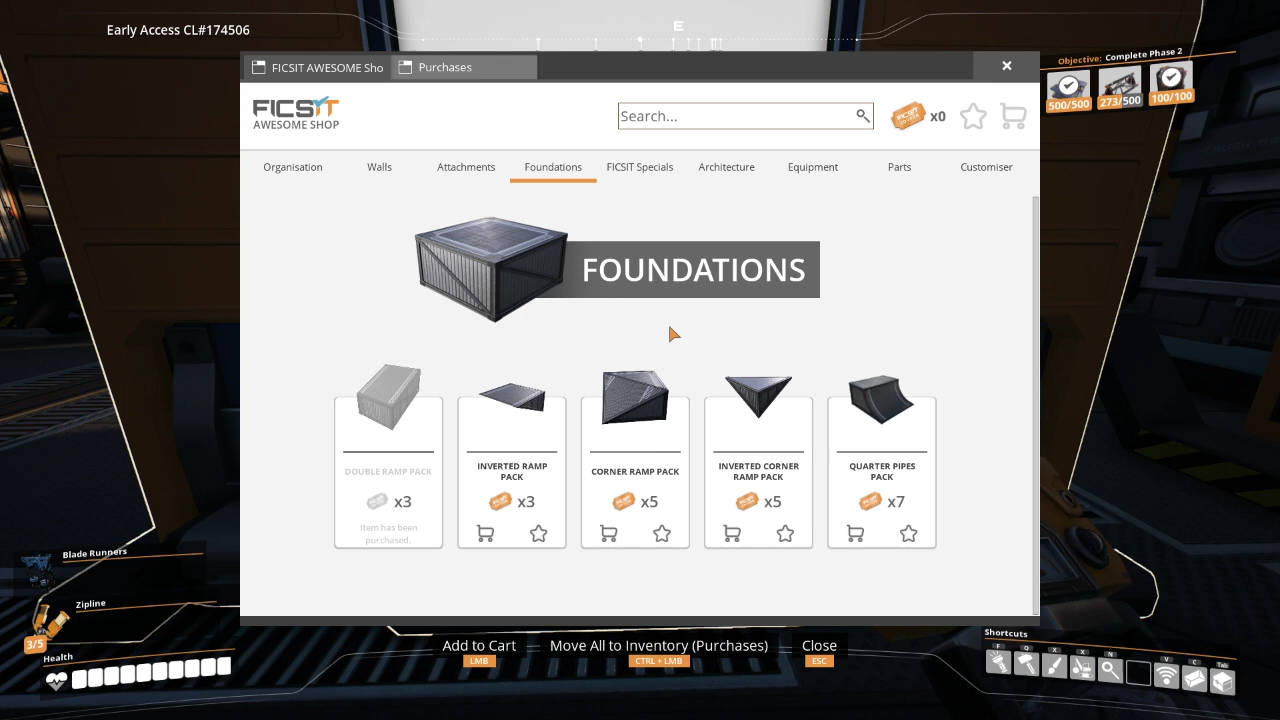 Early Access CL#174506
E
FICSIT AWESOME Sho
Purchases
Objective: Complete Phase 2
500/500
273/500
100/100
FICSIT
AWESOME SHOP
Search...
x0
Organisation
Walls
Attachments
Foundations
FICSIT Specials
Architecture
Equipment
Parts
Customiser
FOUNDATIONS
DOUBLE RAMP PACK
x3
Item has been
purchased.
INVERTED RAMP
PACK
x3
CORNER RAMP PACK
x5
INVERTED CORNER
RAMP PACK
x5
QUARTER PIPES
PACK
x7
Blade Runners
Zipline
3/5
Health
Add to Cart
LMB
Move All to Inventory (Purchases)
CTRL + LMB
Close
ESC
Shortcuts
F
Q
X
X
N
V
C
Tab